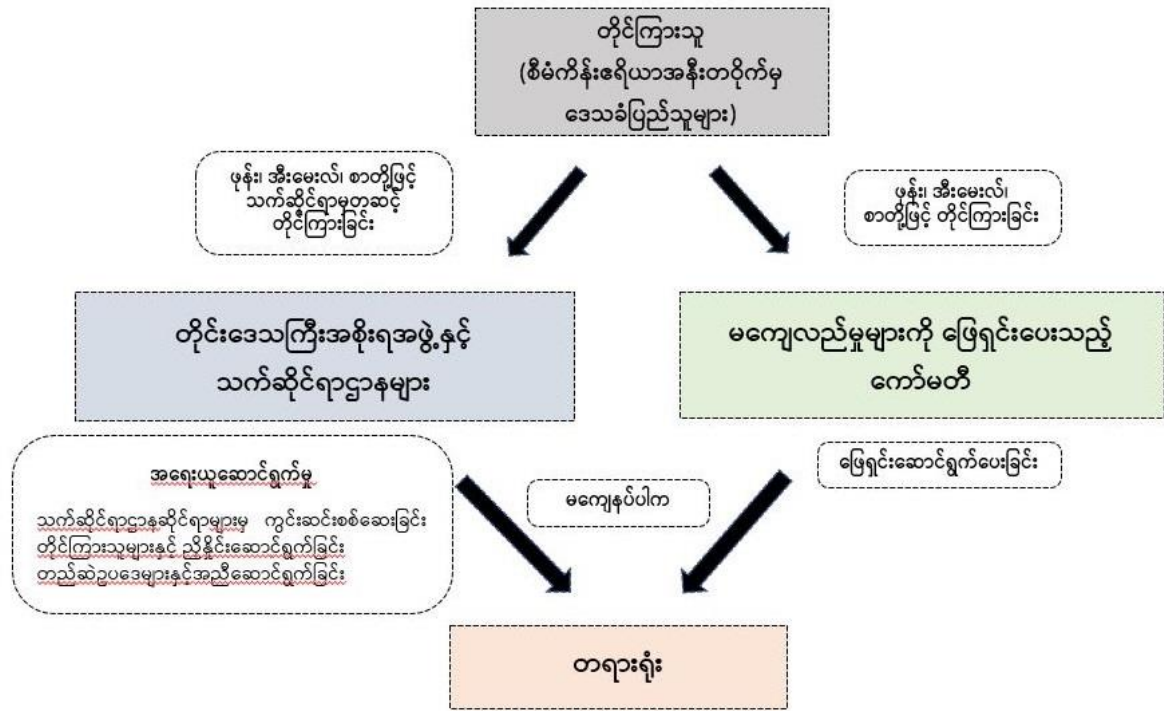 တိုင်ကြားသူ
(စီမံကိန်းဧရိယာအနီးတဝိုက်မှ
ဒေသခံပြည်သူများ)
ဖုန်း၊ အီးမေးလ်၊ စာတို့ဖြင့်
သက်ဆိုင်ရာမှတဆင့်
တိုင်ကြားခြင်း
ဖုန်း၊ အီးမေးလ်၊
စာတို့ဖြင့် တိုင်ကြားခြင်း
တိုင်းဒေသကြီးအစိုးရအဖွဲ့နှင့်
သက်ဆိုင်ရာဌာနများ
မကျေလည်မှုများကို ဖြေရှင်းပေးသည့်
ကော်မတီ
အရေးယူဆောင်ရွက်မှု
သက်ဆိုင်ရာဌာနဆိုင်ရာများမှ ကွင်းဆင်းစစ်ဆေးခြင်း
တိုင်ကြားသူများနှင့် ညှိနှိုင်းဆောင်ရွက်ခြင်း
တည်ဆဲဥပဒေများနှင့်အညီဆောင်ရွက်ခြင်း
မကျေနပ်ပါက
ဖြေရှင်းဆောင်ရွက်ပေးခြင်း
တရားရုံး